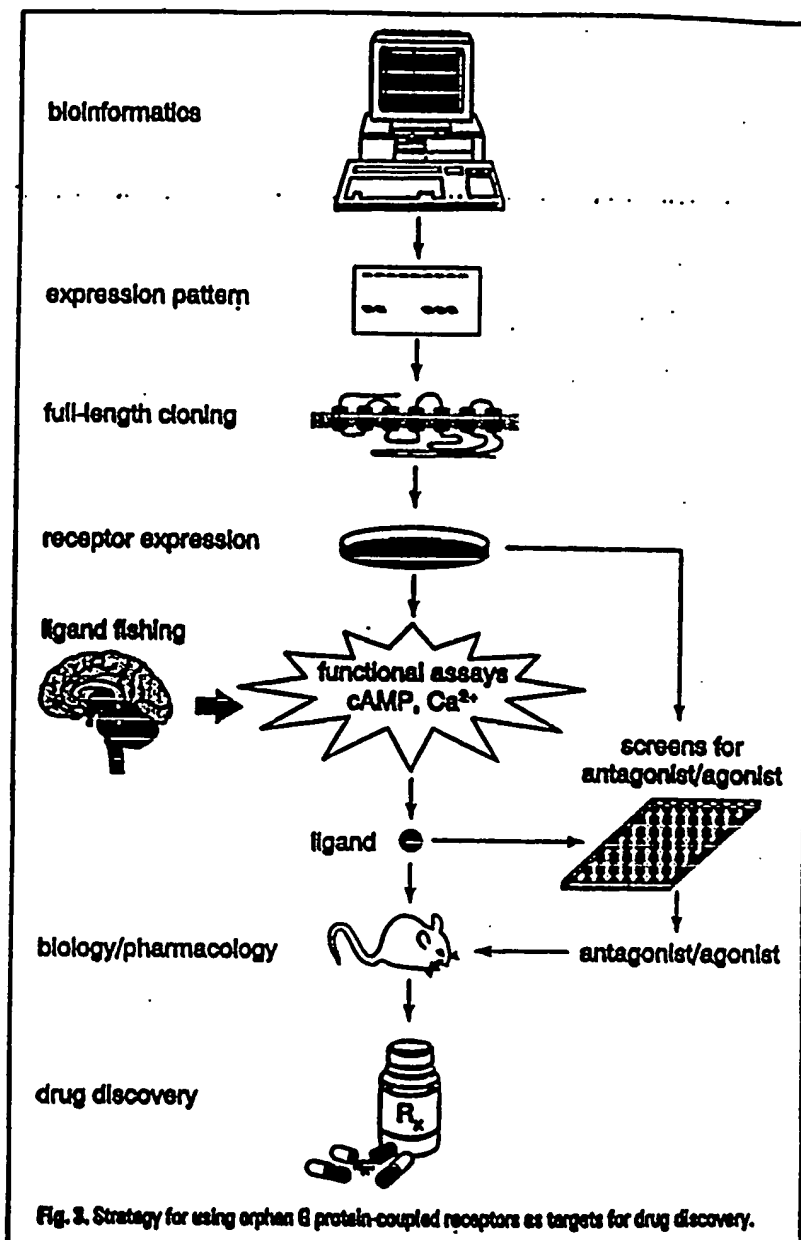 bioinformatics
expression pattern
full-length cloning
receptor expression
ligand fishing
functional assays
cAMP, Ca²⁺
screens for
antagonist/agonist
ligand
biology/pharmacology
antagonist/agonist
drug discovery
Rx
Fig. 3. Strategy for using orphan G protein-coupled receptors as targets for drug discovery.